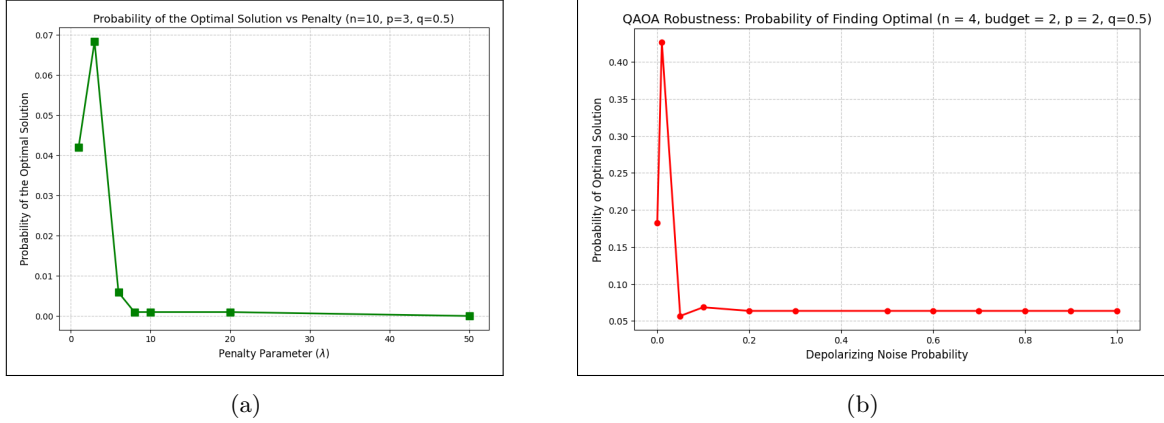 Probability of the Optimal Solution vs Penalty (n=10, p=3, q=0.5)
Probability of the Optimal Solution
0.07
0.06
0.05
0.04
0.03
0.02
0.01
0.00
0 10 20 30 40 50
Penalty Parameter (λ)
(a)
QAOA Robustness: Probability of Finding Optimal (n = 4, budget = 2, p = 2, q=0.5)
Probability of Optimal Solution
0.40
0.35
0.30
0.25
0.20
0.15
0.10
0.05
0.0 0.2 0.4 0.6 0.8 1.0
Depolarizing Noise Probability
(b)